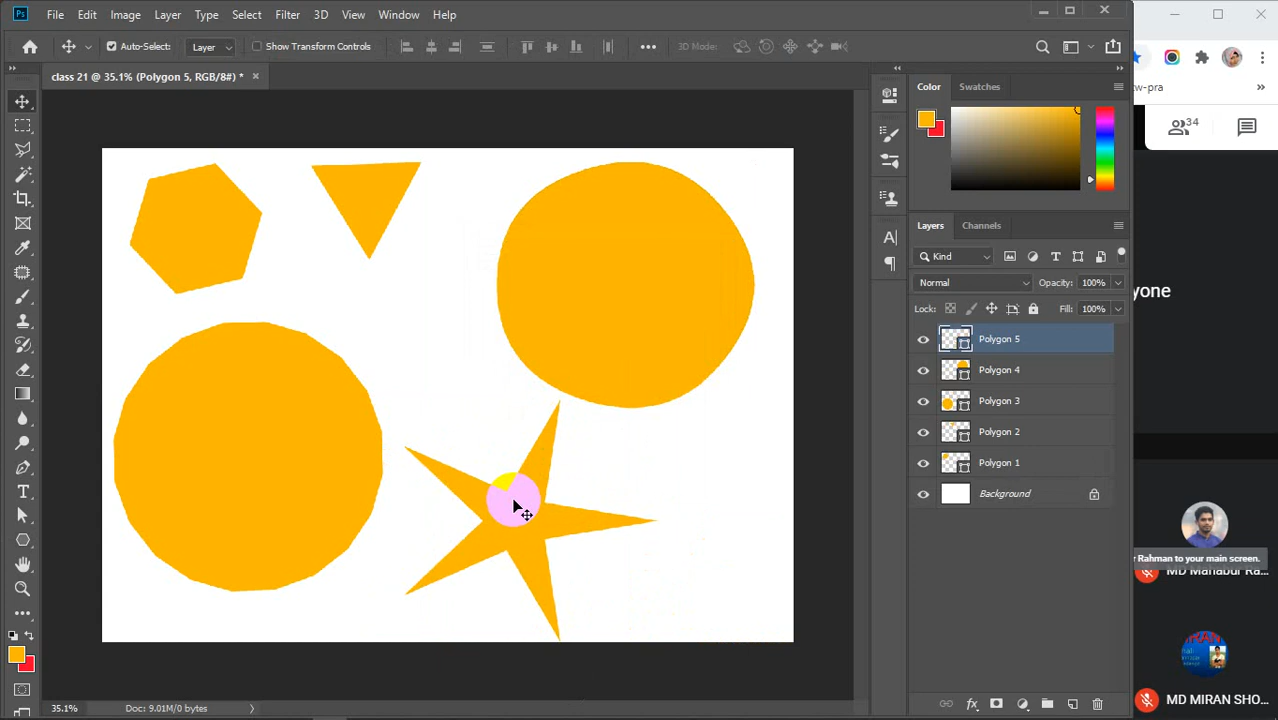 Ps File Edit Image Layer Type Select Filter 3D View Window Help
Auto-Select: Layer Show Transform Controls 3D Mode:
class 21 @ 35.1% (Polygon 5, RGB/8#) *
Color Swatches
tw-pra
34
Layers Channels
Kind
Normal Opacity: 100%
yone
Lock: Fill: 100%
Polygon 5
Polygon 4
Polygon 3
Polygon 2
Polygon 1
Background
r Rahman to your main screen.
MD Mahabur Ra...
MD MIRAN SHO...
35.1% Doc: 9.01M/0 bytes